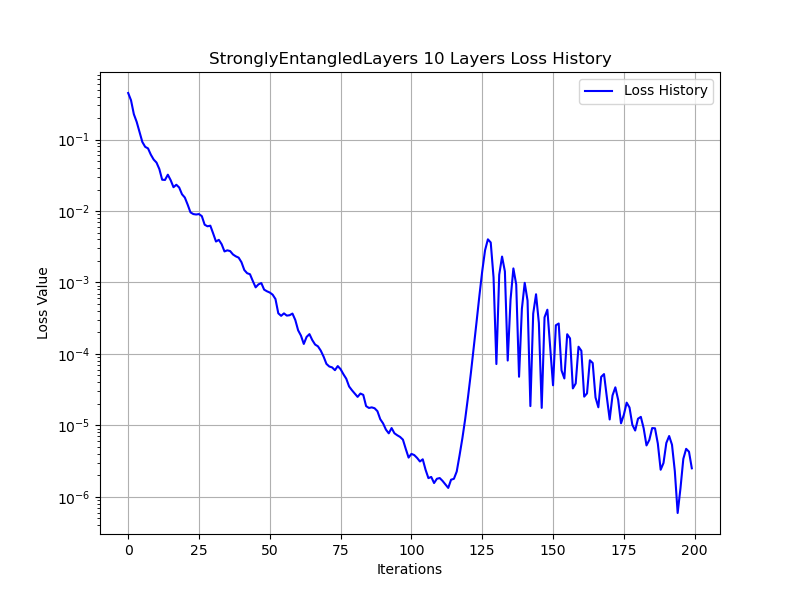 StronglyEntangledLayers 10 Layers Loss History
Loss History
Loss Value
10⁻¹
10⁻²
10⁻³
10⁻⁴
10⁻⁵
10⁻⁶
0 25 50 75 100 125 150 175 200
Iterations